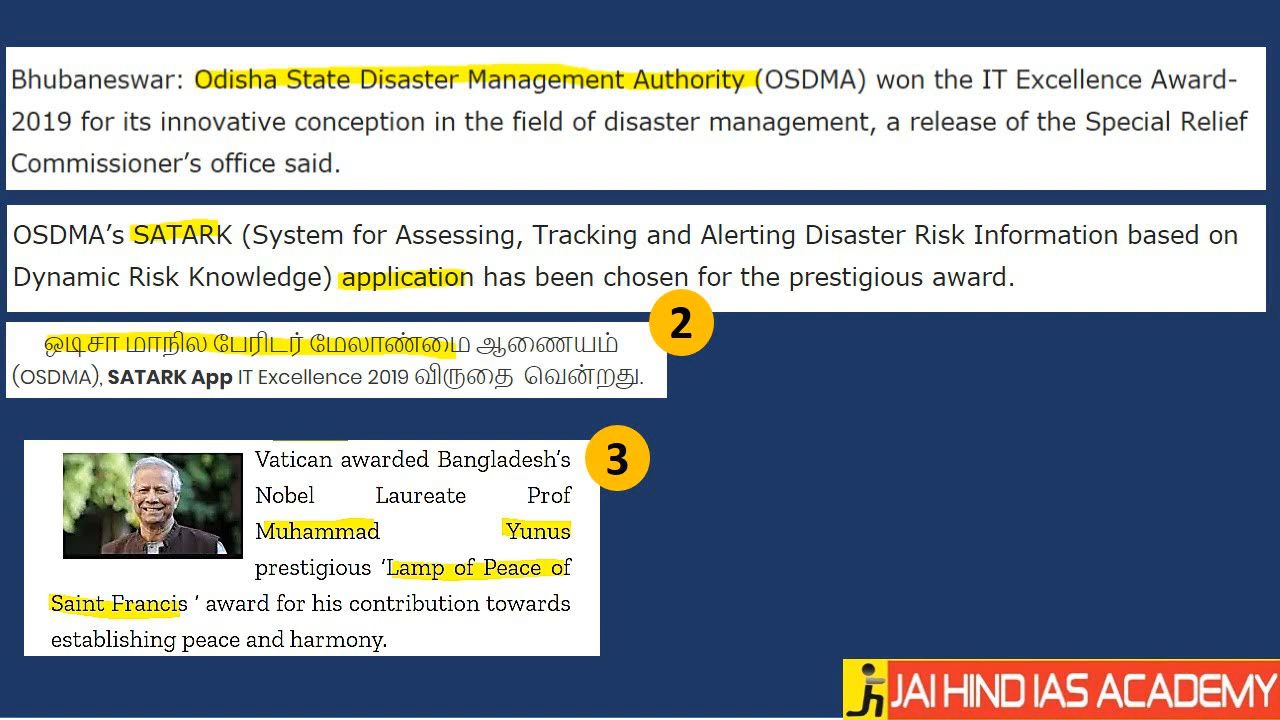 Bhubaneswar: Odisha State Disaster Management Authority (OSDMA) won the IT Excellence Award-
2019 for its innovative conception in the field of disaster management, a release of the Special Relief
Commissioner's office said.
OSDMA's SATARK (System for Assessing, Tracking and Alerting Disaster Risk Information based on
Dynamic Risk Knowledge) application has been chosen for the prestigious award.
2
ஒடிசா மாநில பேரிடர் மேலாண்மை ஆணையம்
(OSDMA), SATARK App IT Excellence 2019 விருதை வென்றது.
3
Vatican awarded Bangladesh's
Nobel Laureate Prof
Muhammad Yunus
prestigious 'Lamp of Peace of
Saint Francis ' award for his contribution towards
establishing peace and harmony.
JAI HIND IAS ACADEMY